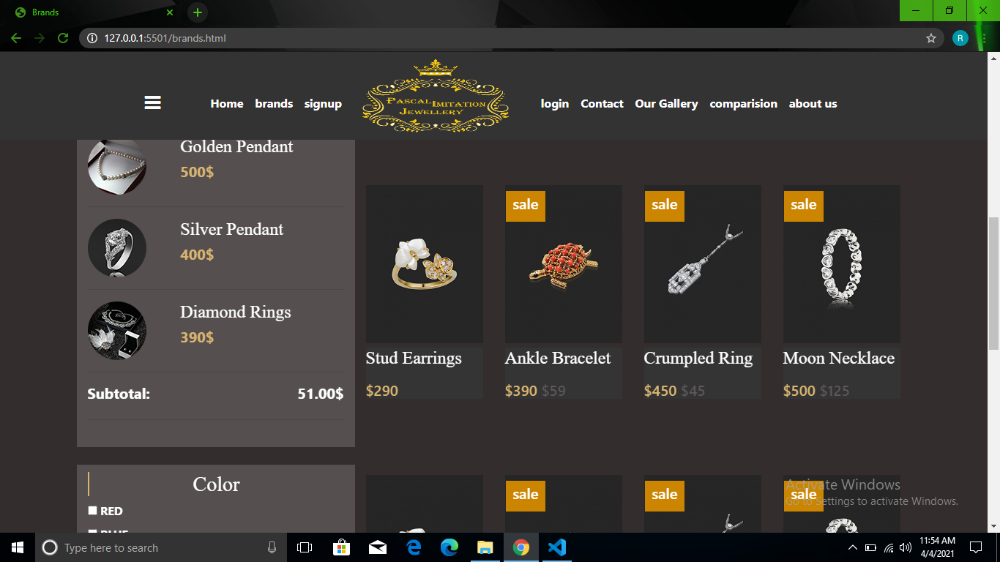 Brands
127.0.0.1:5501/brands.html
R
Home brands signup
PASCAL IMITATION
JEWELLERY
login Contact Our Gallery comparision about us
Golden Pendant
500$
Silver Pendant
400$
Diamond Rings
390$
Subtotal: 51.00$
Color
RED
BLUE
sale
sale
sale
Stud Earrings
$290
Ankle Bracelet
$390 $59
Crumpled Ring
$450 $45
Moon Necklace
$500 $125
sale
sale
sale
Activate Windows
Go to Settings to activate Windows.
Type here to search
11:54 AM
4/4/2021